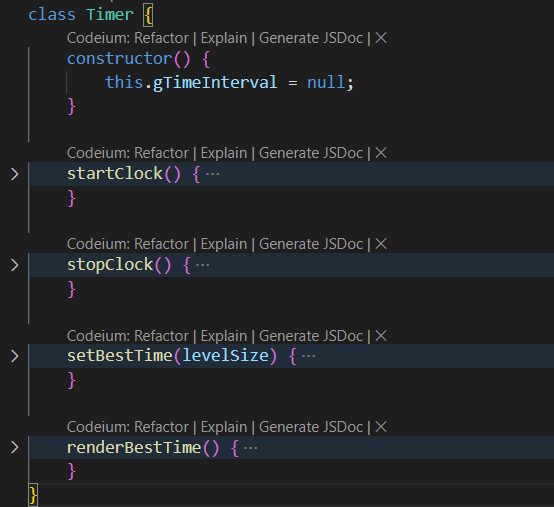 class Timer {
Codeium: Refactor | Explain | Generate JSDoc | ✕
constructor() {
this.gTimeInterval = null;
}
Codeium: Refactor | Explain | Generate JSDoc | ✕
startClock() { ···
}
Codeium: Refactor | Explain | Generate JSDoc | ✕
stopClock() { ···
}
Codeium: Refactor | Explain | Generate JSDoc | ✕
setBestTime(levelSize) { ···
}
Codeium: Refactor | Explain | Generate JSDoc | ✕
renderBestTime() { ···
}
}